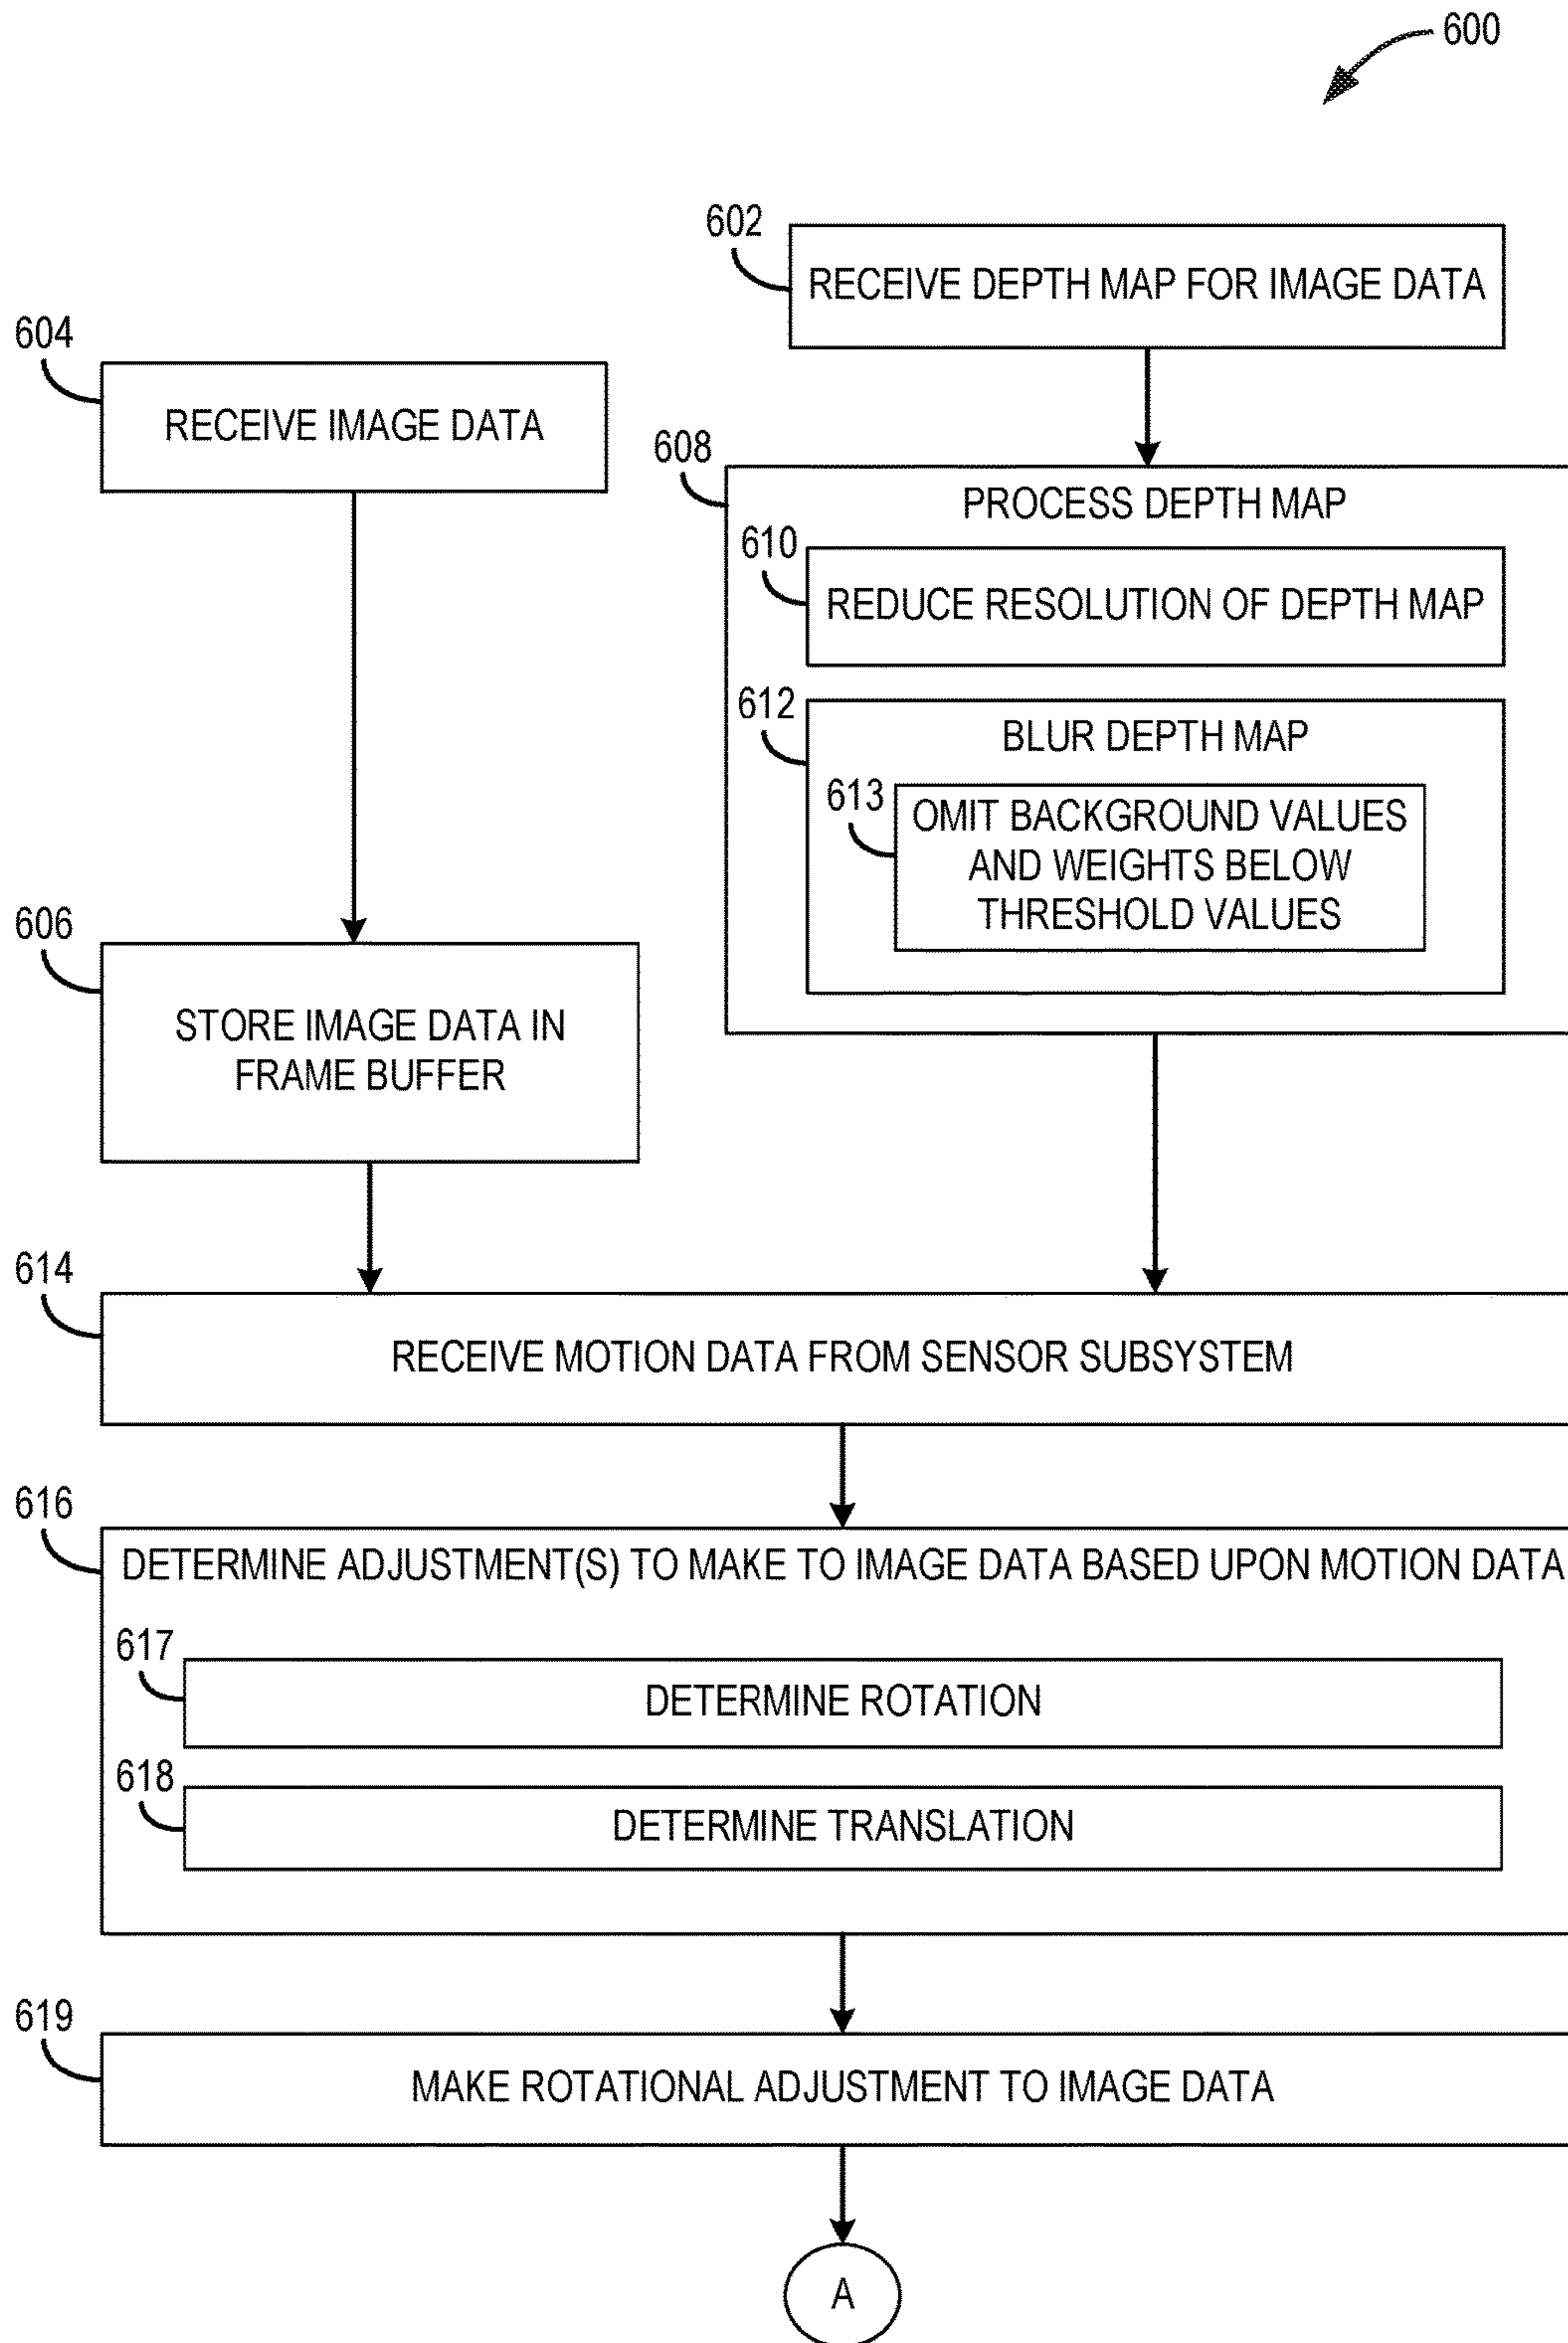 600
602
RECEIVE DEPTH MAP FOR IMAGE DATA
604
RECEIVE IMAGE DATA
608
PROCESS DEPTH MAP
610
REDUCE RESOLUTION OF DEPTH MAP
612
BLUR DEPTH MAP
613
OMIT BACKGROUND VALUES
AND WEIGHTS BELOW
THRESHOLD VALUES
606
STORE IMAGE DATA IN
FRAME BUFFER
614
RECEIVE MOTION DATA FROM SENSOR SUBSYSTEM
616
DETERMINE ADJUSTMENT(S) TO MAKE TO IMAGE DATA BASED UPON MOTION DATA
617
DETERMINE ROTATION
618
DETERMINE TRANSLATION
619
MAKE ROTATIONAL ADJUSTMENT TO IMAGE DATA
A